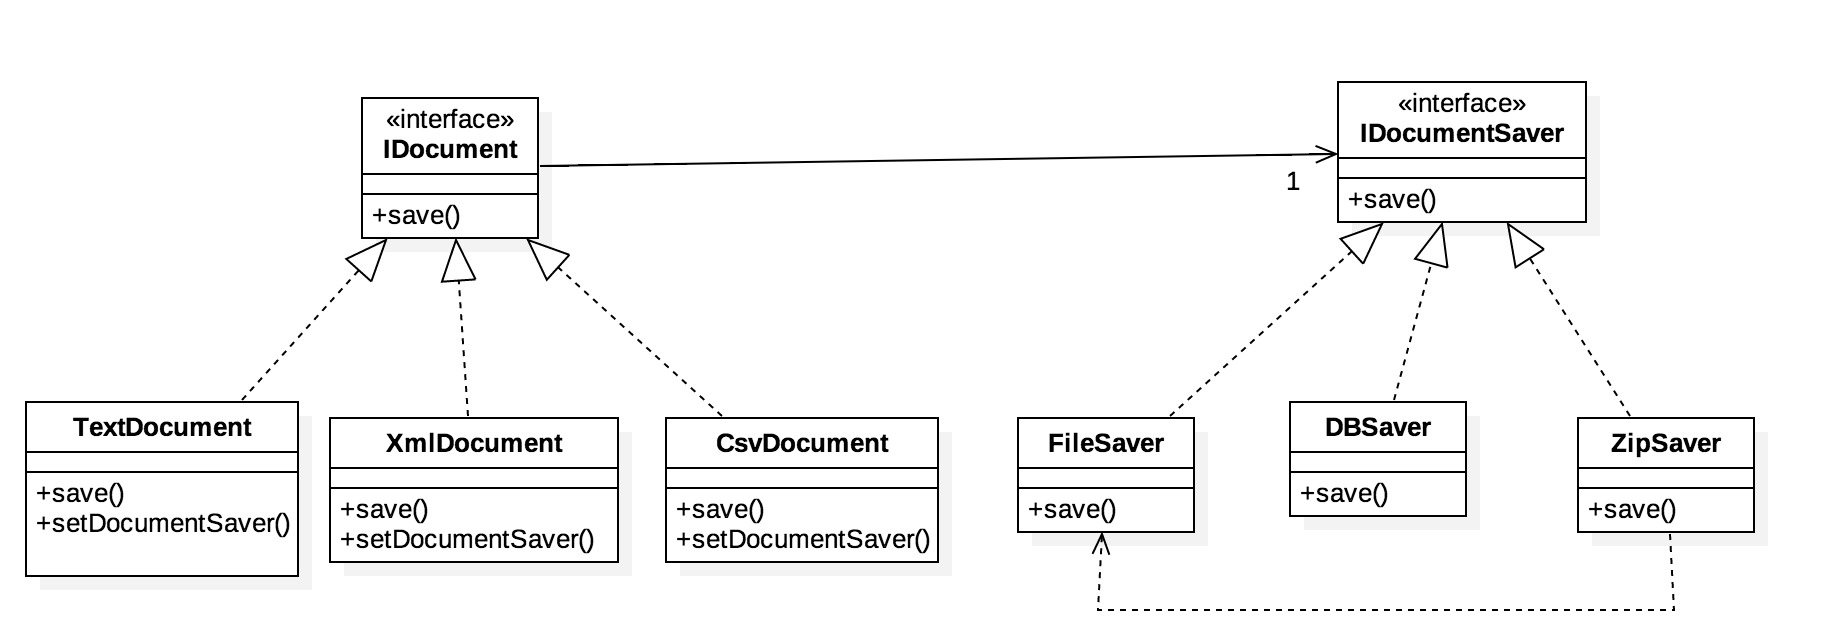 «interface»
IDocument
+save()
1
«interface»
IDocumentSaver
+save()
TextDocument
+save()
+setDocumentSaver()
XmlDocument
+save()
+setDocumentSaver()
CsvDocument
+save()
+setDocumentSaver()
FileSaver
+save()
DBSaver
+save()
ZipSaver
+save()